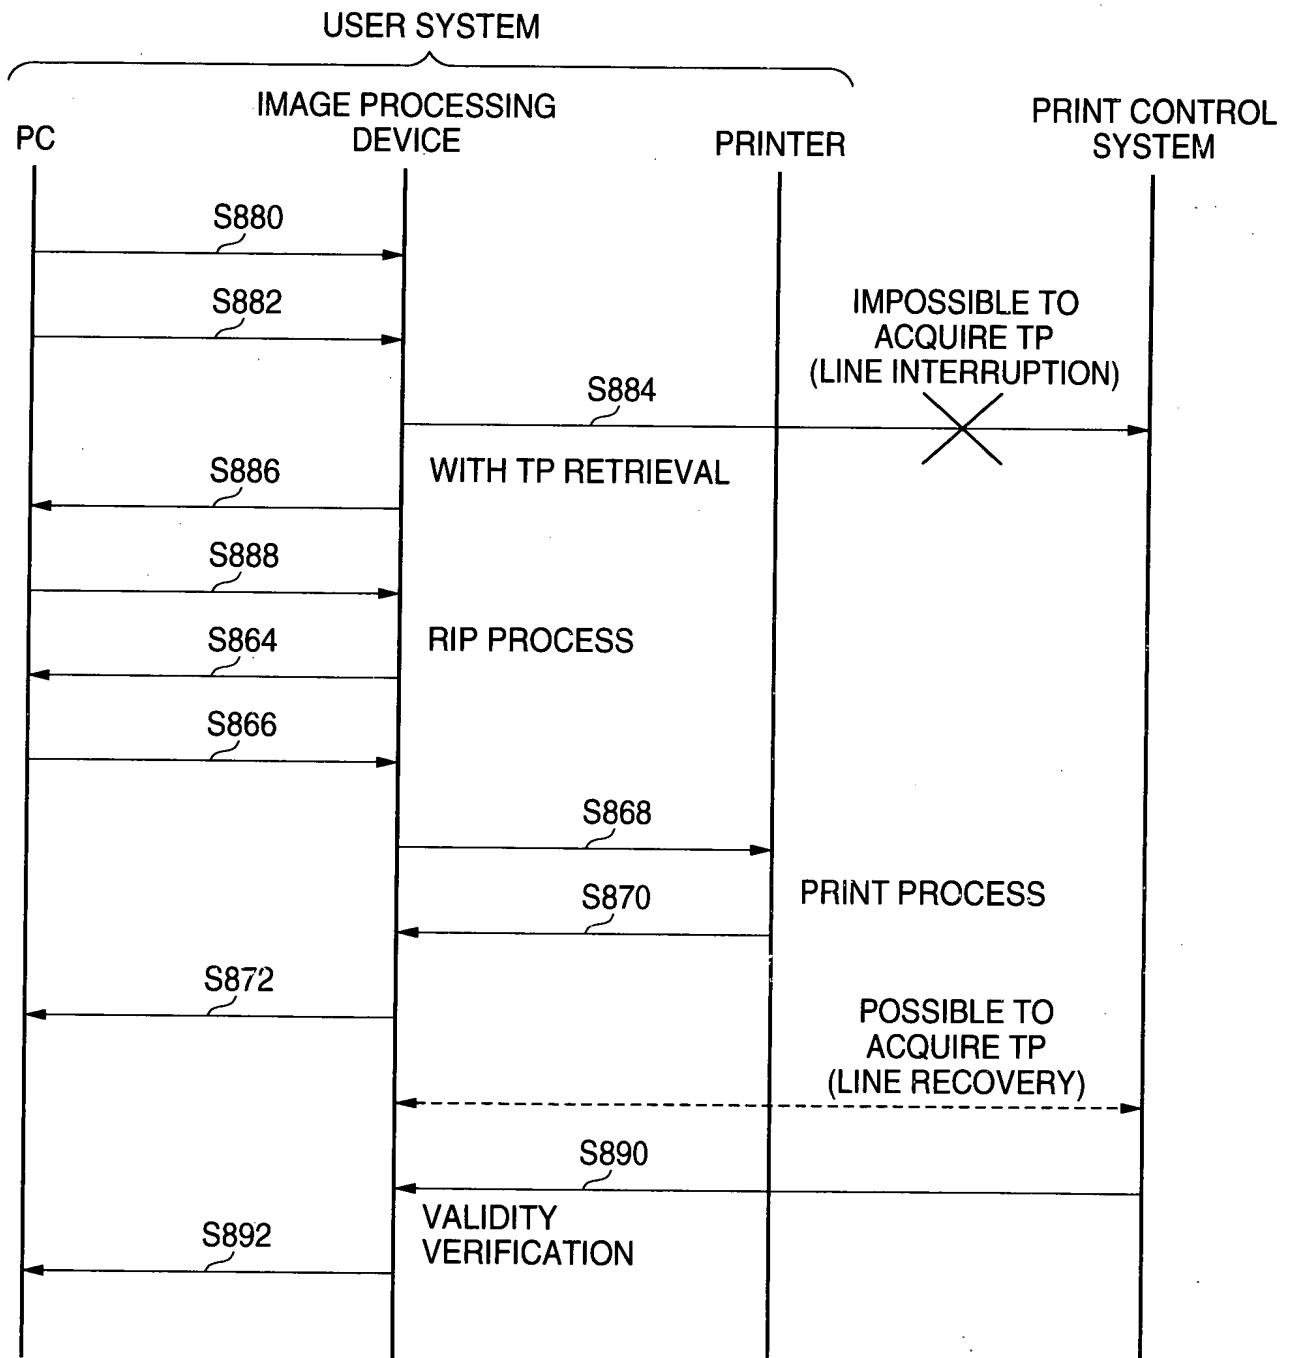 USER SYSTEM
IMAGE PROCESSING
DEVICE
PC
PRINTER
PRINT CONTROL
SYSTEM
S880
S882
IMPOSSIBLE TO
ACQUIRE TP
(LINE INTERRUPTION)
S884
WITH TP RETRIEVAL
S886
S888
S864
RIP PROCESS
S866
S868
PRINT PROCESS
S870
S872
POSSIBLE TO
ACQUIRE TP
(LINE RECOVERY)
S890
VALIDITY
VERIFICATION
S892